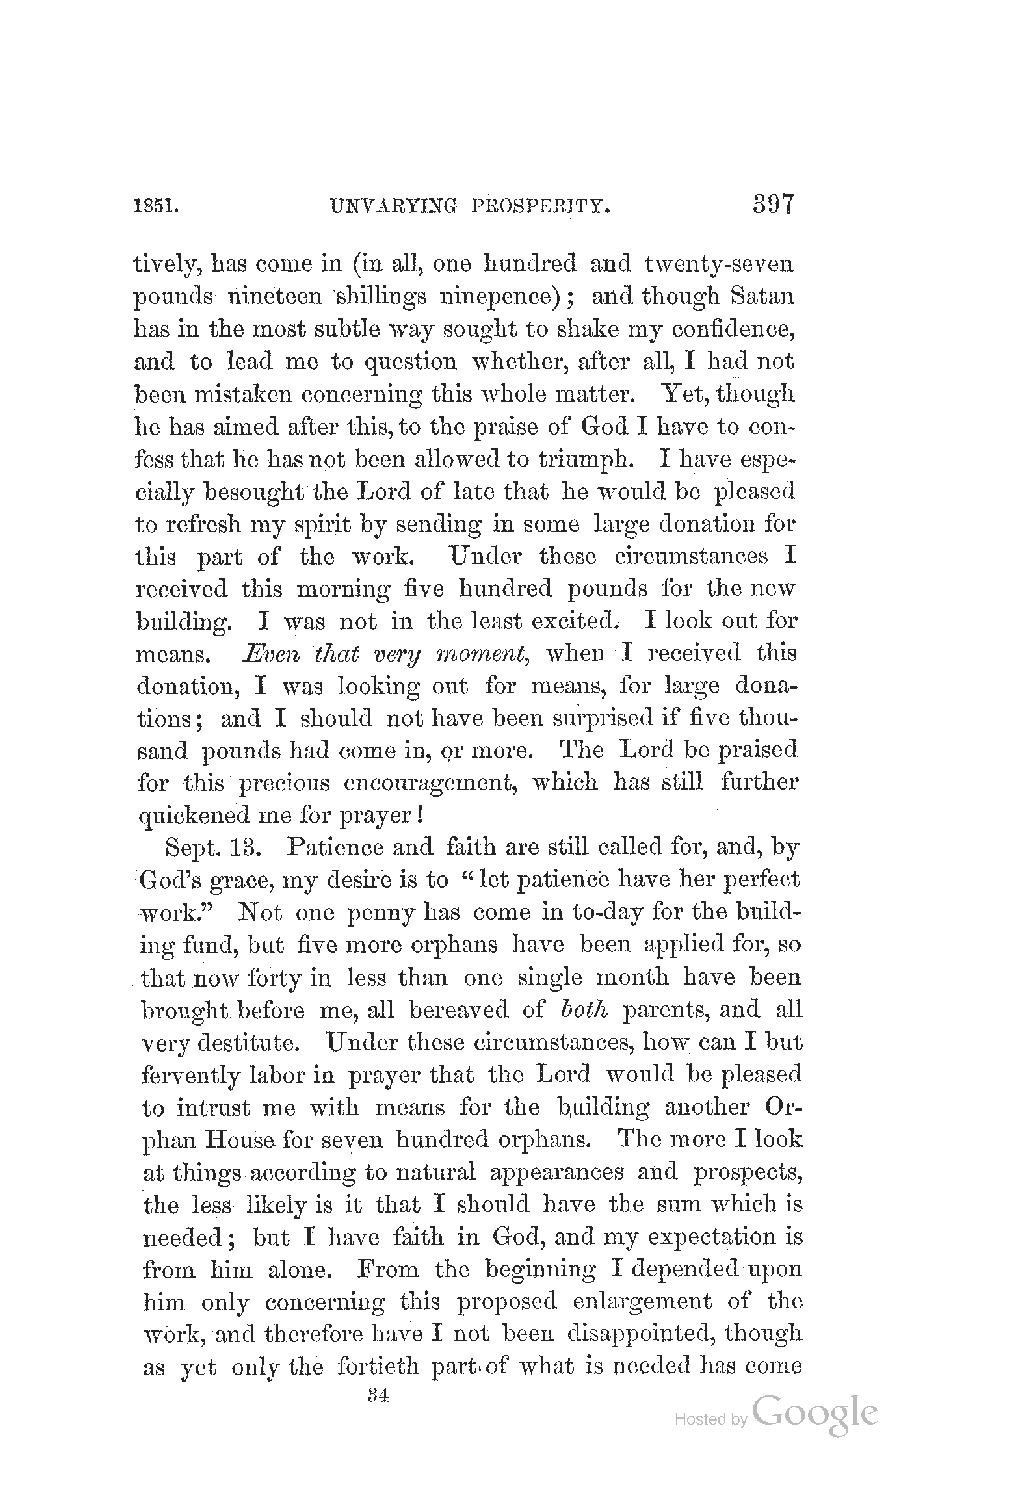 1851. UNVARYING PROSPERITY. 397
tively, has come in (in all, one hundred and twenty-seven
pounds nineteen shillings ninepence); and though Satan
has in the most subtle way sought to shake my confidence,
and to lead me to question whether, after all, I had not
been mistaken concerning this whole matter. Yet, though
he has aimed after this, to the praise of God I have to con-
fess that he has not been allowed to triumph. I have espe-
cially besought the Lord of late that he would be pleased
to refresh my spirit by sending in some large donation for
this part of the work. Under these circumstances I
received this morning five hundred pounds for the new
building. I was not in the least excited. I look out for
means. Even that very moment, when I received this
donation, I was looking out for means, for large dona-
tions; and I should not have been surprised if five thou-
sand pounds had come in, or more. The Lord be praised
for this precious encouragement, which has still further
quickened me for prayer!
Sept. 13. Patience and faith are still called for, and, by
God's grace, my desire is to "let patience have her perfect
work." Not one penny has come in to-day for the build-
ing fund, but five more orphans have been applied for, so
that now forty in less than one single month have been
brought before me, all bereaved of both parents, and all
very destitute. Under these circumstances, how can I but
fervently labor in prayer that the Lord would be pleased
to intrust me with means for the building another Or-
phan House for seven hundred orphans. The more I look
at things according to natural appearances and prospects,
the less likely is it that I should have the sum which is
needed; but I have faith in God, and my expectation is
from him alone. From the beginning I depended upon
him only concerning this proposed enlargement of the
work, and therefore have I not been disappointed, though
as yet only the fortieth part of what is needed has come
34
Hosted by Google